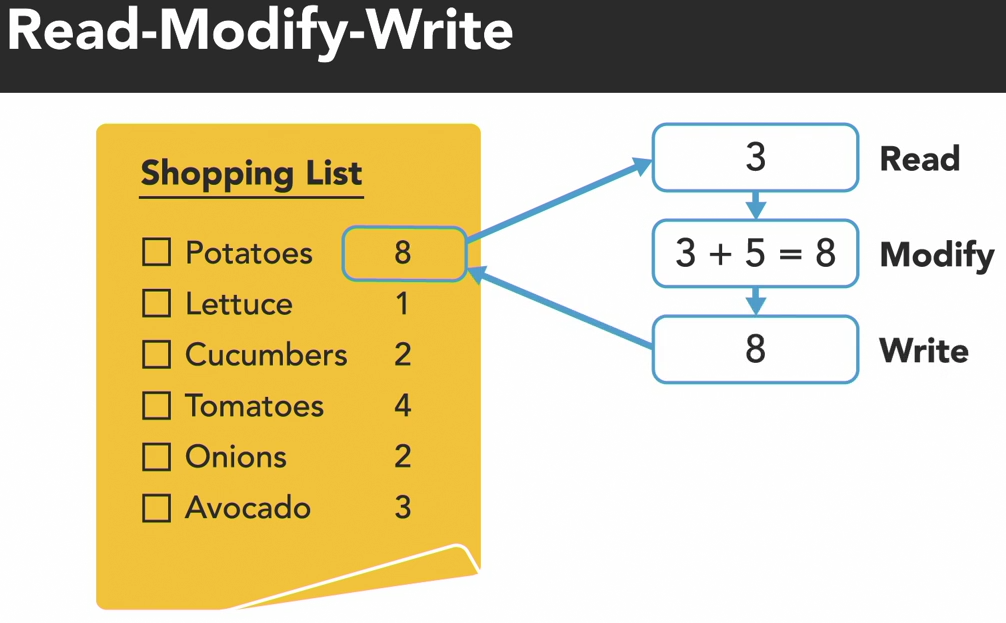 Read-Modify-Write
Shopping List
Potatoes 8
Lettuce 1
Cucumbers 2
Tomatoes 4
Onions 2
Avocado 3
3 Read
3 + 5 = 8 Modify
8 Write